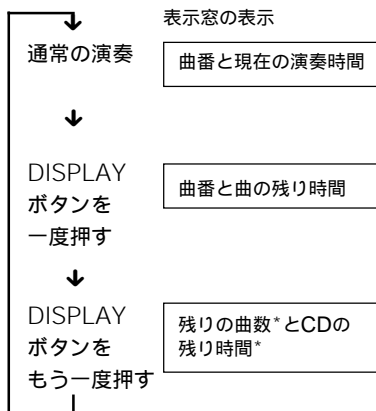 表示窓の表示
通常の演奏
曲番と現在の演奏時間
DISPLAY
ボタンを
一度押す
曲番と曲の残り時間
DISPLAY
ボタンを
もう一度押す
残りの曲数*とCDの
残り時間*